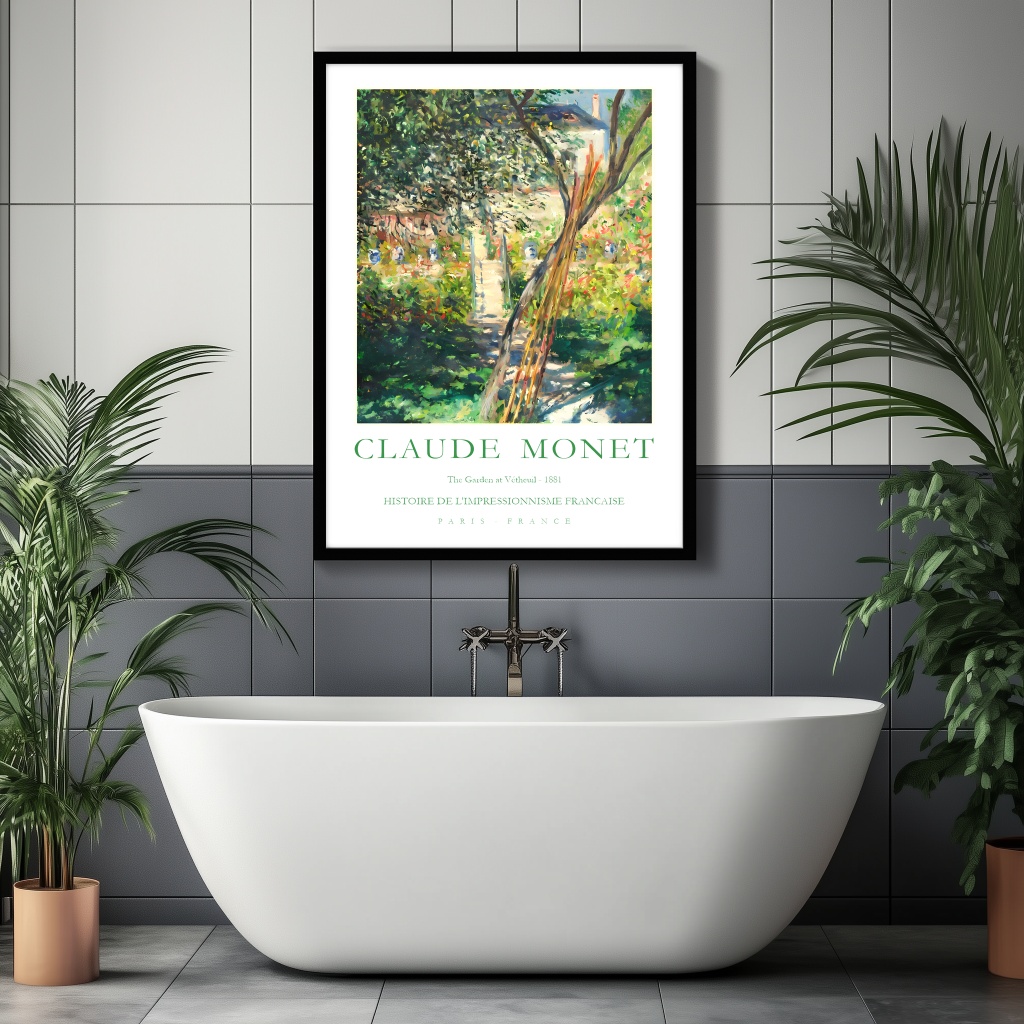 CLAUDE MONET
The Garden at Vétheuil - 1881
HISTOIRE DE L'IMPRESSIONNISME FRANCAISE
PARIS - FRANCE